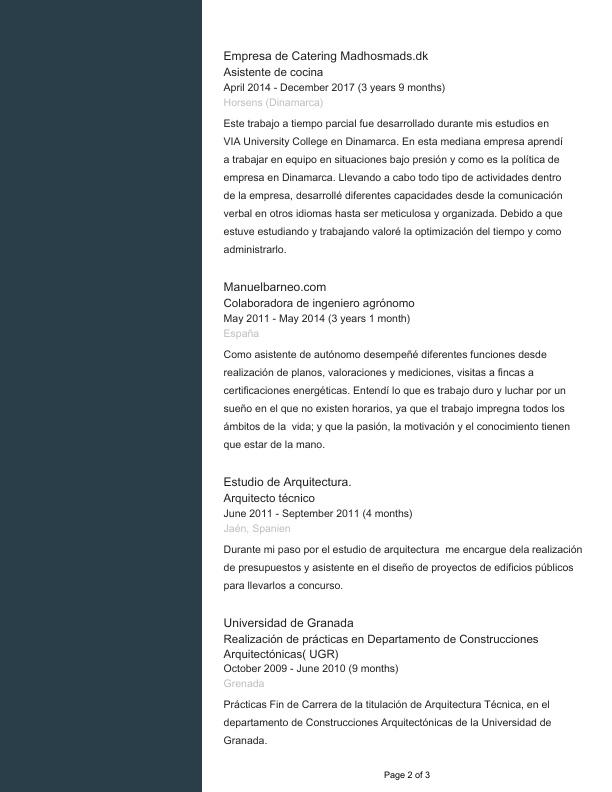 Empresa de Catering Madhosmads.dk
Asistente de cocina
April 2014 - December 2017 (3 years 9 months)
Horsens (Dinamarca)
Este trabajo a tiempo parcial fue desarrollado durante mis estudios en
VIA University College en Dinamarca. En esta mediana empresa aprendí
a trabajar en equipo en situaciones bajo presión y como es la política de
empresa en Dinamarca. Llevando a cabo todo tipo de actividades dentro
de la empresa, desarrollé diferentes capacidades desde la comunicación
verbal en otros idiomas hasta ser meticulosa y organizada. Debido a que
estuve estudiando y trabajando valoré la optimización del tiempo y como
administrarlo.
Manuelbarneo.com
Colaboradora de ingeniero agrónomo
May 2011 - May 2014 (3 years 1 month)
España
Como asistente de autónomo desempeñé diferentes funciones desde
realización de planos, valoraciones y mediciones, visitas a fincas a
certificaciones energéticas. Entendí lo que es trabajo duro y luchar por un
sueño en el que no existen horarios, ya que el trabajo impregna todos los
ámbitos de la  vida; y que la pasión, la motivación y el conocimiento tienen
que estar de la mano.
Estudio de Arquitectura.
Arquitecto técnico
June 2011 - September 2011 (4 months)
Jaén, Spanien
Durante mi paso por el estudio de arquitectura  me encargue dela realización
de presupuestos y asistente en el diseño de proyectos de edificios públicos
para llevarlos a concurso.
Universidad de Granada
Realización de prácticas en Departamento de Construcciones
Arquitectónicas( UGR)
October 2009 - June 2010 (9 months)
Grenada
Prácticas Fin de Carrera de la titulación de Arquitectura Técnica, en el
departamento de Construcciones Arquitectónicas de la Universidad de
Granada.
Page 2 of 3